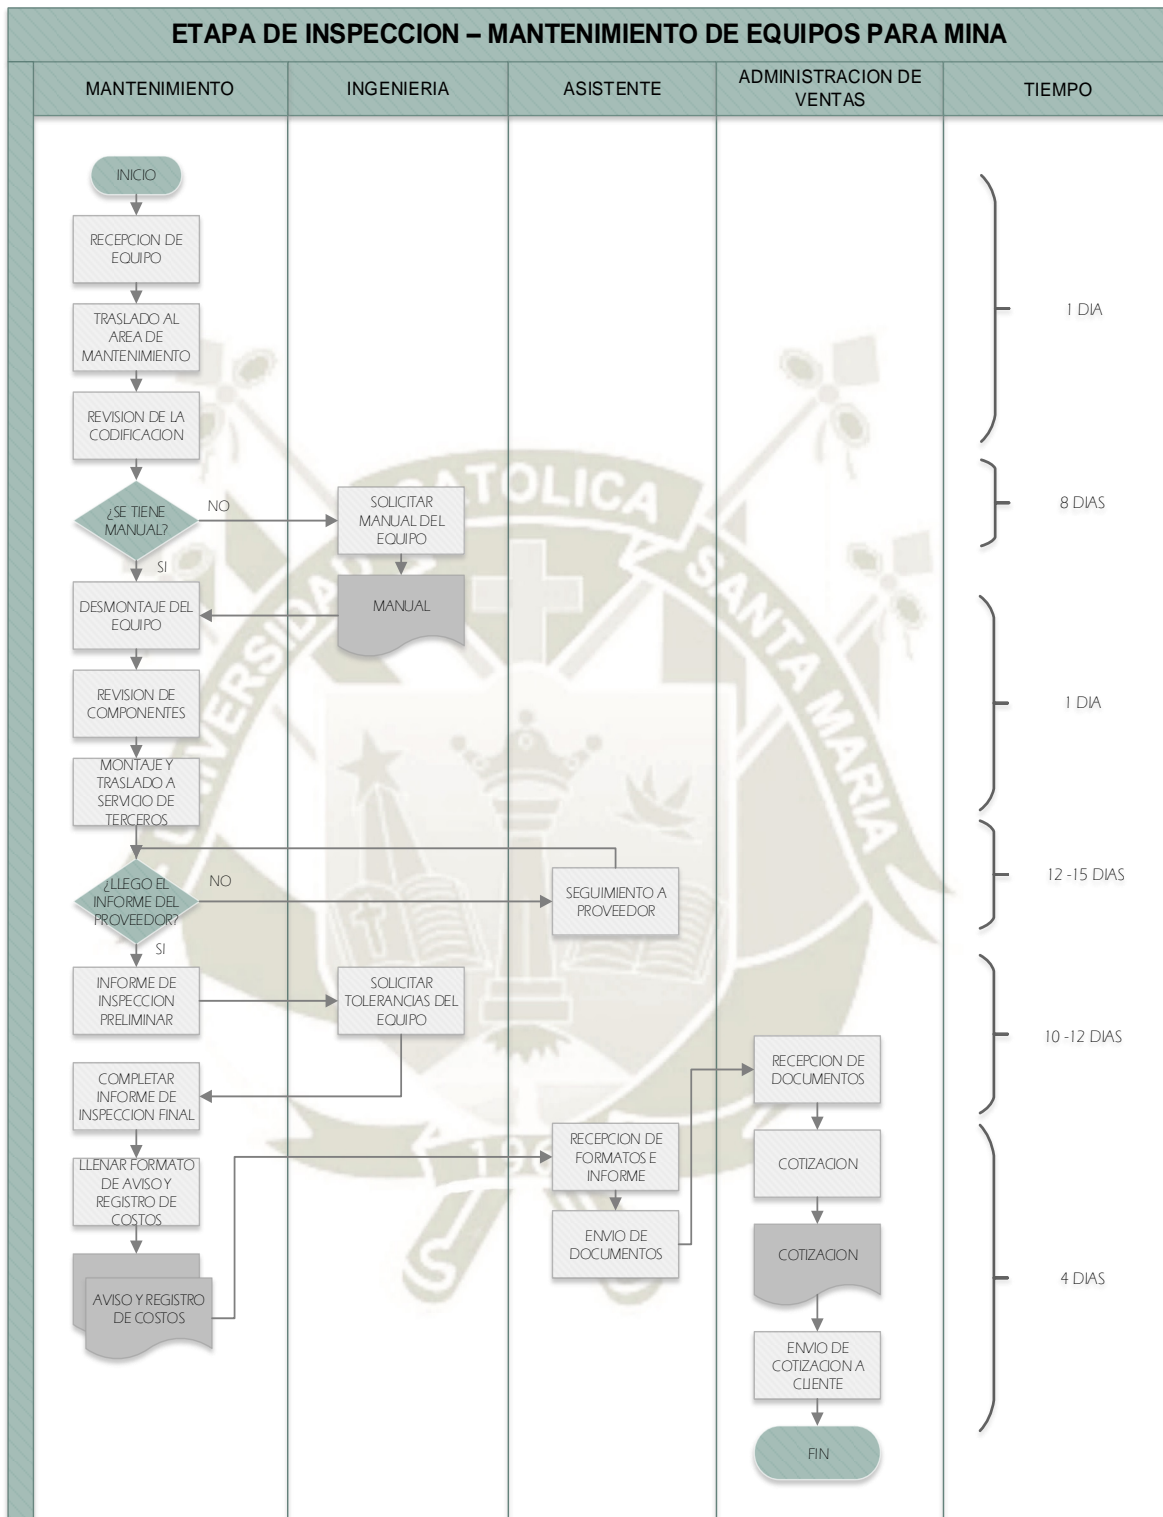 ETAPA DE INSPECCION – MANTENIMIENTO DE EQUIPOS PARA MINA
MANTENIMIENTO
INGENIERIA
ASISTENTE
ADMINISTRACION DE
VENTAS
TIEMPO
INICIO
RECEPCION DE
EQUIPO
TRASLADO AL
AREA DE
MANTENIMIENTO
REVISION DE LA
CODIFICACION
1 DIA
¿SE TIENE
MANUAL?
NO
SI
SOLICITAR
MANUAL DEL
EQUIPO
8 DIAS
MANUAL
DESMONTAJE DEL
EQUIPO
REVISION DE
COMPONENTES
MONTAJE Y
TRASLADO A
SERVICIO DE
TERCEROS
1 DIA
¿LLEGO EL
INFORME DEL
PROVEEDOR?
NO
SI
SEGUIMIENTO A
PROVEEDOR
12 -15 DIAS
INFORME DE
INSPECCION
PRELIMINAR
SOLICITAR
TOLERANCIAS DEL
EQUIPO
10 -12 DIAS
COMPLETAR
INFORME DE
INSPECCION FINAL
LLENAR FORMATO
DE AVISO Y
REGISTRO DE
COSTOS
AVISO Y REGISTRO
DE COSTOS
RECEPCION DE
FORMATOS E
INFORME
ENVIO DE
DOCUMENTOS
RECEPCION DE
DOCUMENTOS
COTIZACION
COTIZACION
ENVIO DE
COTIZACION A
CLIENTE
FIN
4 DIAS
UNIVERSIDAD CATOLICA
SANTA MARIA